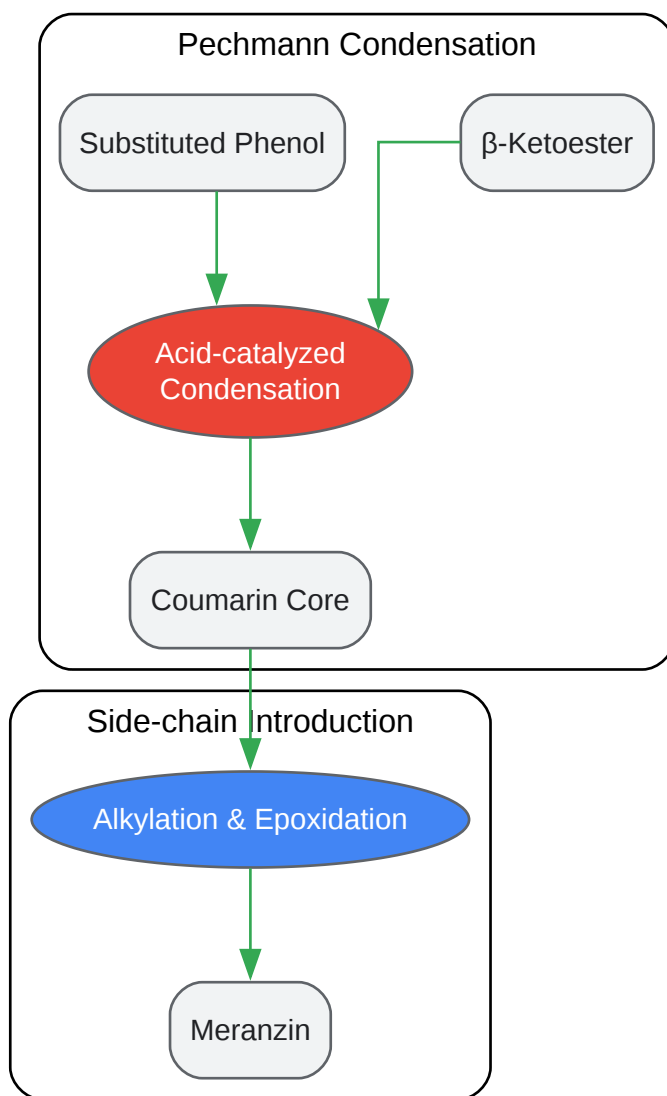 Pechmann Condensation
Substituted Phenol
β-Ketoester
Acid-catalyzed
Condensation
Coumarin Core
Side-chain Introduction
Alkylation & Epoxidation
Meranzin